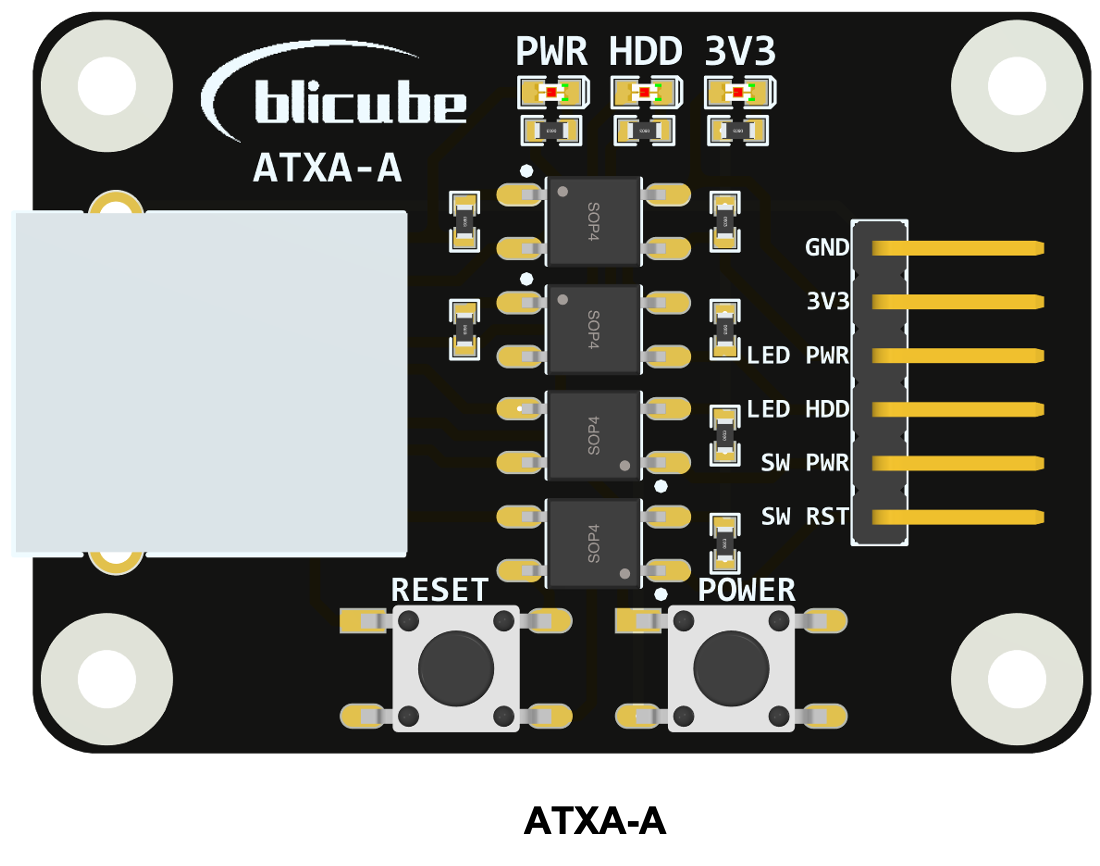 PWR HDD 3V3
blicube
ATXA-A
SOP4
SOP4
SOP4
SOP4
GND
3V3
LED PWR
LED HDD
SW PWR
SW RST
RESET
POWER
ATXA-A